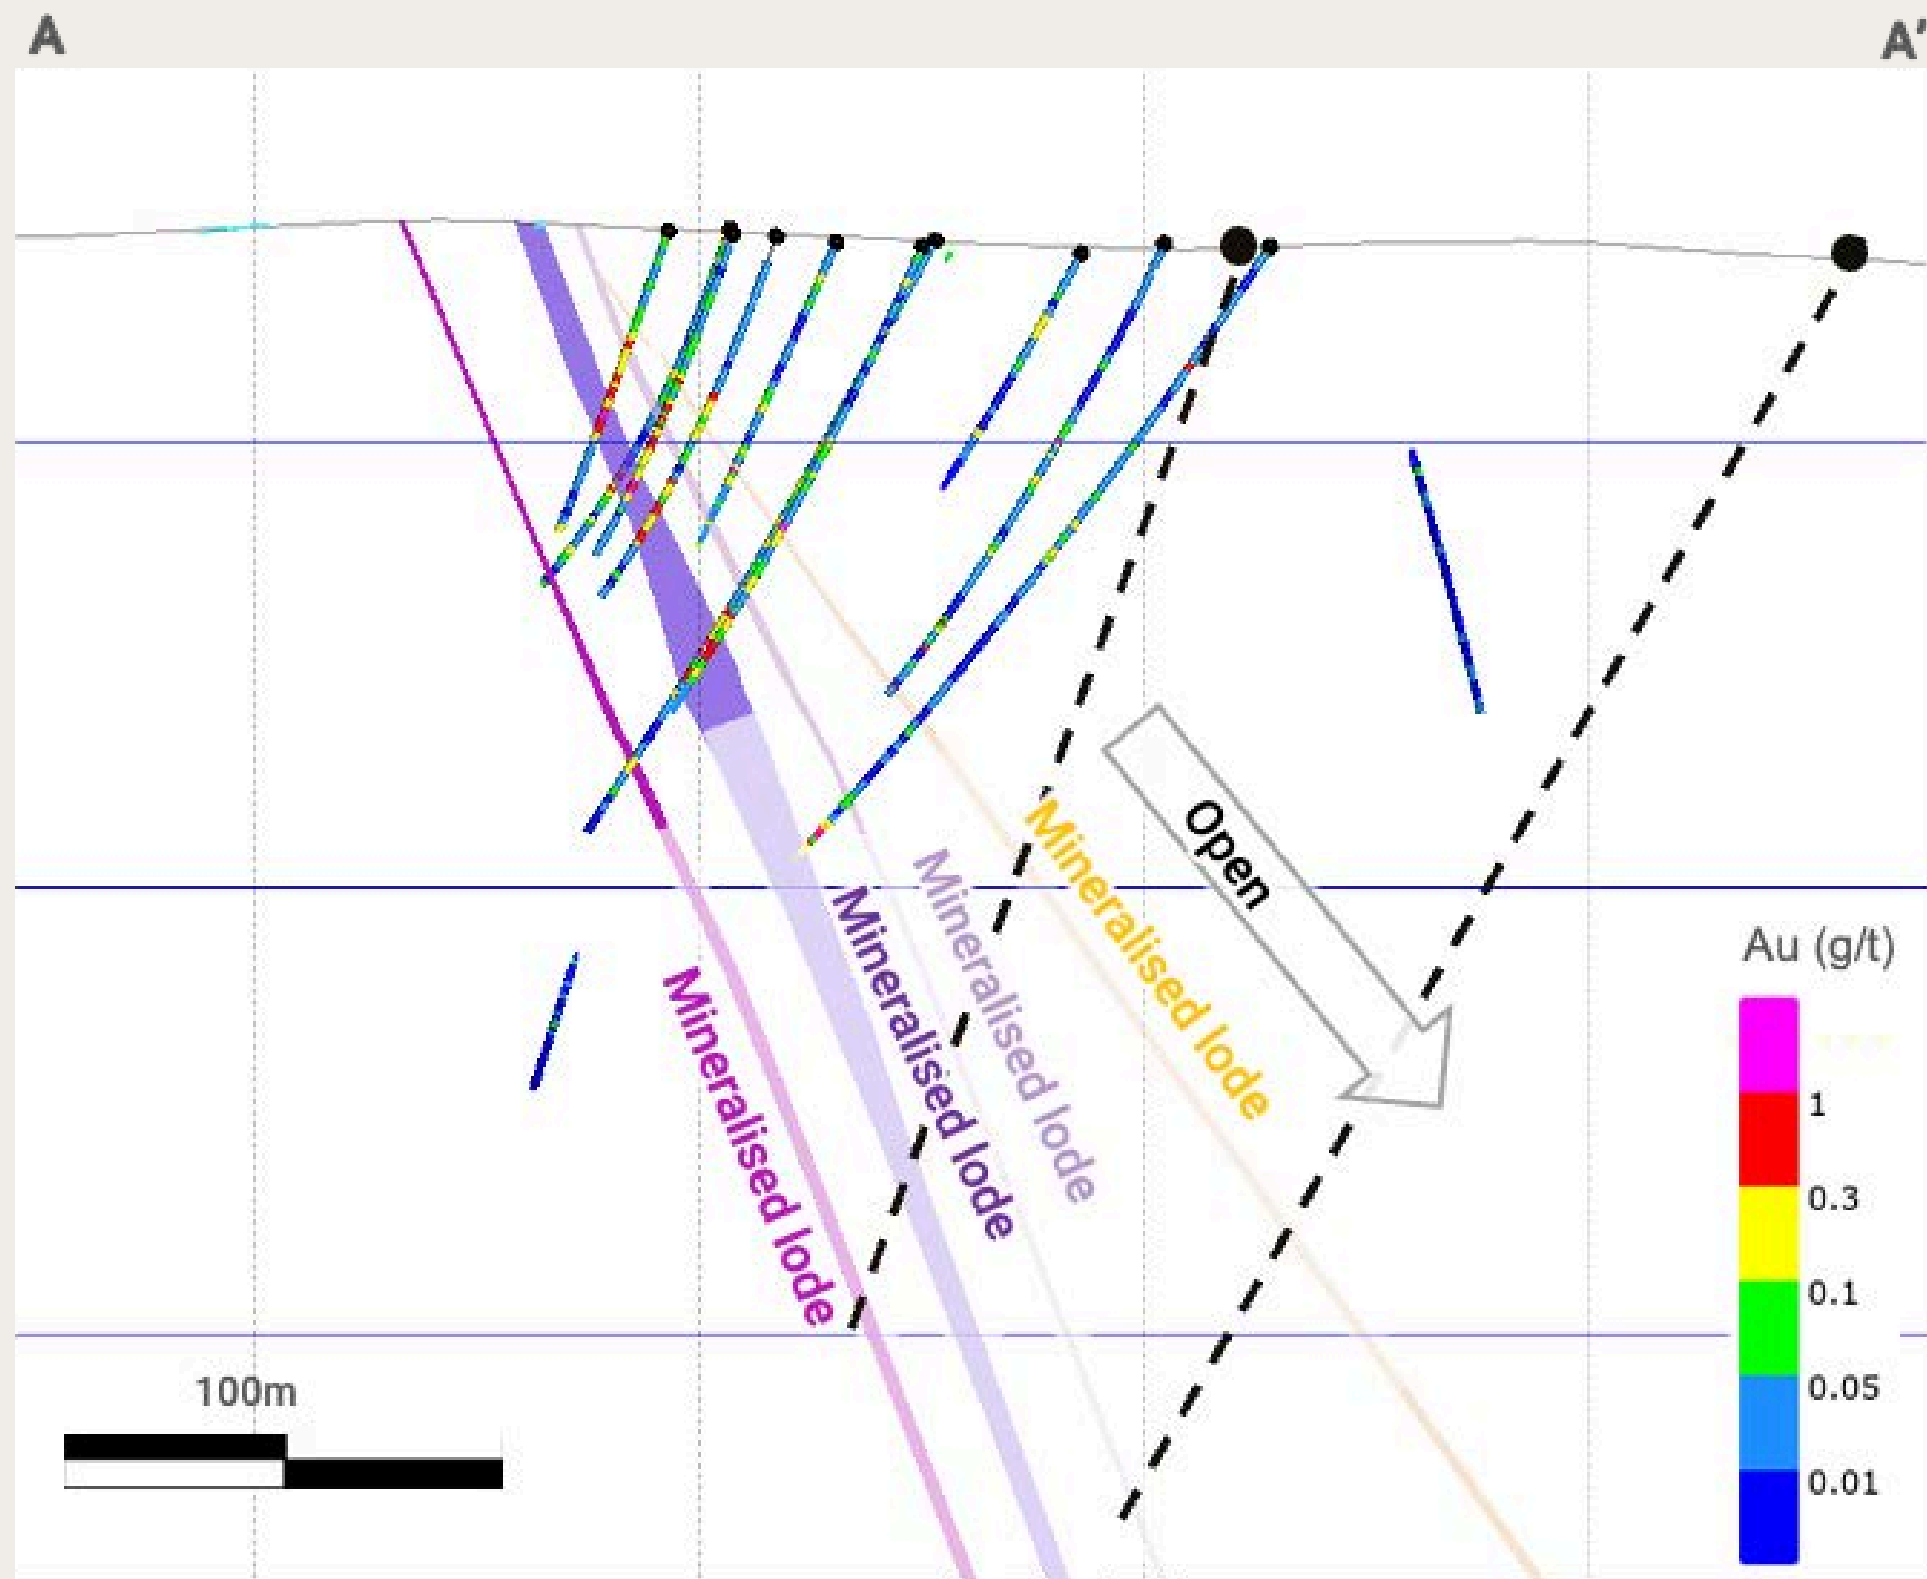 A
A'
Open
Mineralised lode
Mineralised lode
Mineralised lode
Mineralised lode
Au (g/t)
1
0.3
0.1
0.05
0.01
100m